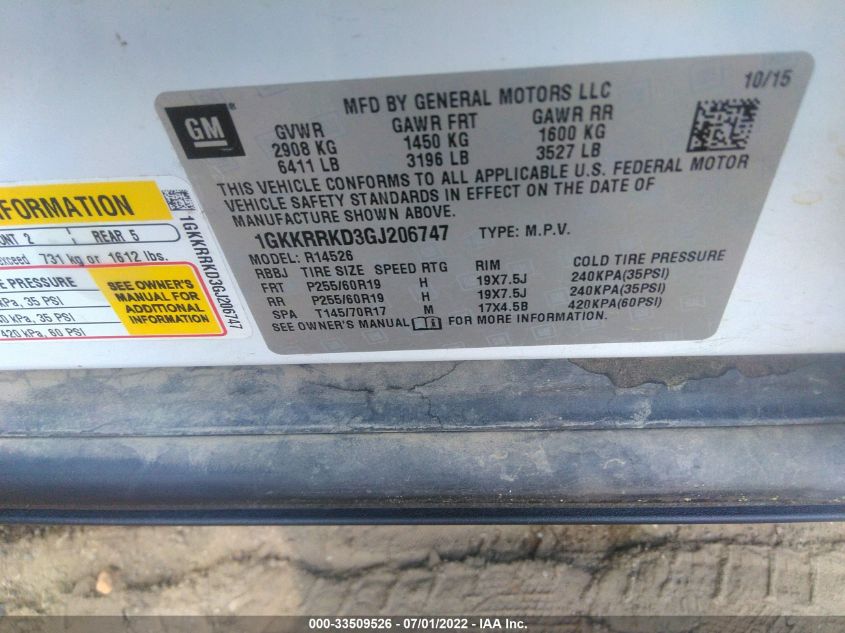 10/15
MFD BY GENERAL MOTORS LLC
GM
GVWR GAWR FRT GAWR RR
2908 KG 1450 KG 1600 KG
6411 LB 3196 LB 3527 LB
THIS VEHICLE CONFORMS TO ALL APPLICABLE U.S. FEDERAL MOTOR
VEHICLE SAFETY STANDARDS IN EFFECT ON THE DATE OF
MANUFACTURE SHOWN ABOVE.
1GKKRRKD3GJ206747 TYPE: M.P.V.
MODEL: R14526
RBBJ TIRE SIZE SPEED RTG RIM COLD TIRE PRESSURE
FRT P255/60R19 H 19X7.5J 240KPA(35PSI)
RR P255/60R19 H 19X7.5J 240KPA(35PSI)
SPA T145/70R17 M 17X4.5B 420KPA(60PSI)
SEE OWNER'S MANUAL FOR MORE INFORMATION.
NFORMATION
ONT 2 REAR 5
exceed 731 kg or 1612 lbs.
E PRESSURE
kPa, 35 PSI
0 kPa, 35 PSI
420 kPa, 60 PSI
SEE OWNER'S
MANUAL FOR
ADDITIONAL
INFORMATION
1GKKRRKD3GJ206747
000-33509526 - 07/01/2022 - IAA Inc.